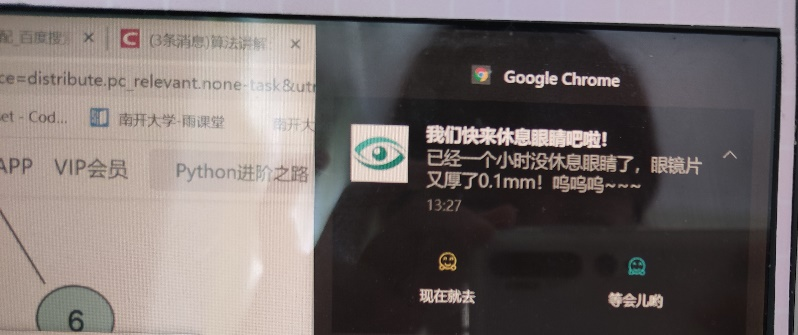 配_百度搜
(3条消息)算法讲解
ce=distribute.pc_relevant.none-task&utr
et - Cod...
南开大学-雨课堂
南开大
APP
VIP会员
Python进阶之路
6
Google Chrome
我们快来休息眼睛吧啦!
已经一个小时没休息眼睛了，眼镜片
又厚了0.1mm！呜呜呜~~~
13:27
现在就去
等会儿哟